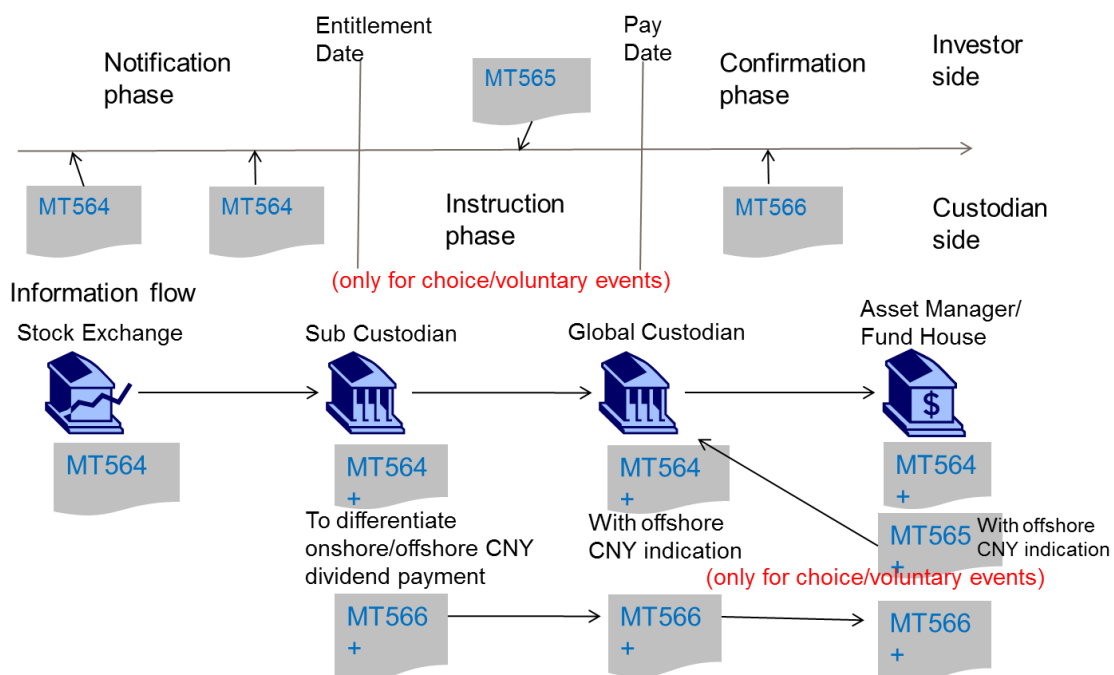 Entitlement
Date
Pay
Date
Notification
phase
MT565
Confirmation
phase
Investor
side
MT564
MT564
Instruction
phase
MT566
Custodian
side
(only for choice/voluntary events)
Information flow
Stock Exchange
Sub Custodian
Global Custodian
Asset Manager/
Fund House
$
MT564
MT564
+
MT564
+
MT564
+
To differentiate
onshore/offshore CNY
dividend payment
With offshore
CNY indication
MT565
+
With offshore
CNY indication
(only for choice/voluntary events)
MT566
+
MT566
+
MT566
+